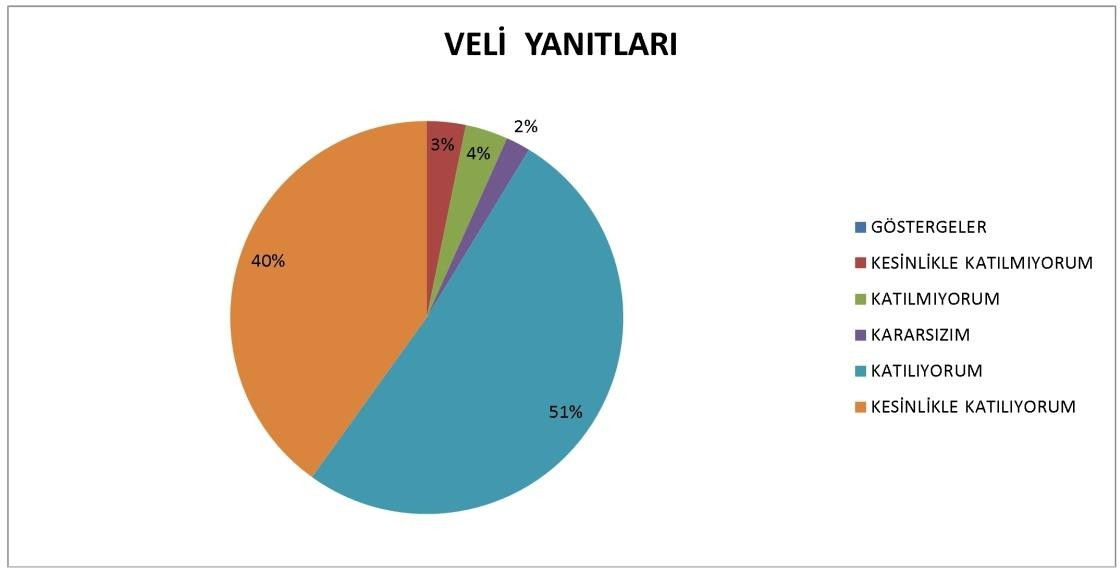 VELİ YANITLARI
2%
3%
4%
40%
51%
GÖSTERGELER
KESİNLİKLE KATILMIYORUM
KATILMIYORUM
KARARSIZIM
KATILIYORUM
KESİNLİKLE KATILIYORUM